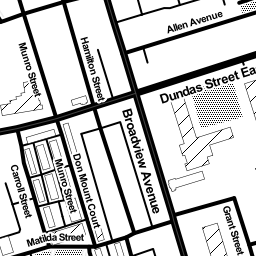 Allen Avenue
Munro Street
Hamilton Street
Dundas Street Ea
Broadview Avenue
Carroll Street
Munro Street
Don Mount Court
Grant Street
Matilda Street